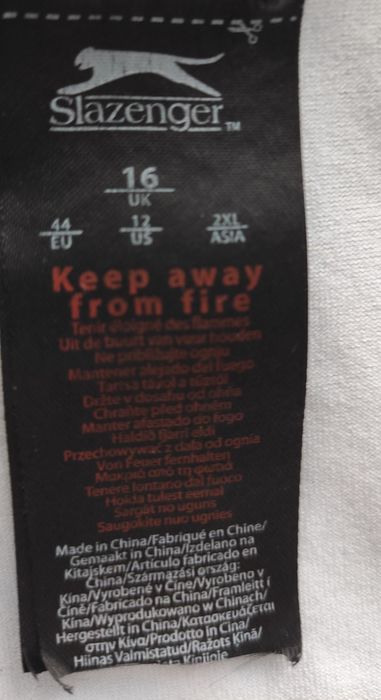 Slazenger™
16
UK
44
EU
12
US
2XL
ASIA
Keep away
from fire
Tenir éloigné des flammes
Uit de buurt van vuur houden
Ne približujte ognju
Mantener alejado del fuego
Tartsa távol a tűztől
Držte v dosahu od ohňa
Chraňte před ohněm
Manter afastado do fogo
Haldið fjarri eldi
Przechowywać z dala od ognia
Von Feuer fernhalten
Μακριά από τη φωτιά
Tenere lontano dal fuoco
Hoida tulest eemal
Sargāt no uguns
Saugokite nuo ugnies
Made in China/Fabriqué en Chine/
Gemaakt in China/Izdelano na
Kitajskem/Artículo fabricado en
China/Származási ország:
Kína/Vyrobené v Číne/Vyrobeno v
Číně/Fabricado na China/Framleitt í
Kína/Wyprodukowano w Chinach/
Hergestellt in China/Κατασκευάζεται
στην Κίνα/Prodotto in Cina/
Hiinas Valmistatud/Ražots Ķīnā/
Kinijoje